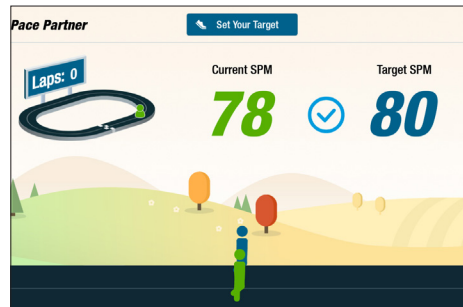 Pace Partner
Set Your Target
Laps: 0
Current SPM
Target SPM
78
80